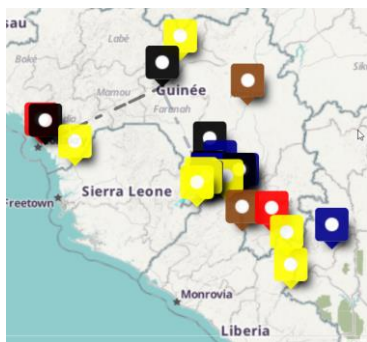 sau
Labé
Boké
Guinée
Mamou
Faranah
Sierra Leone
Freetown
Monrovia
Liberia